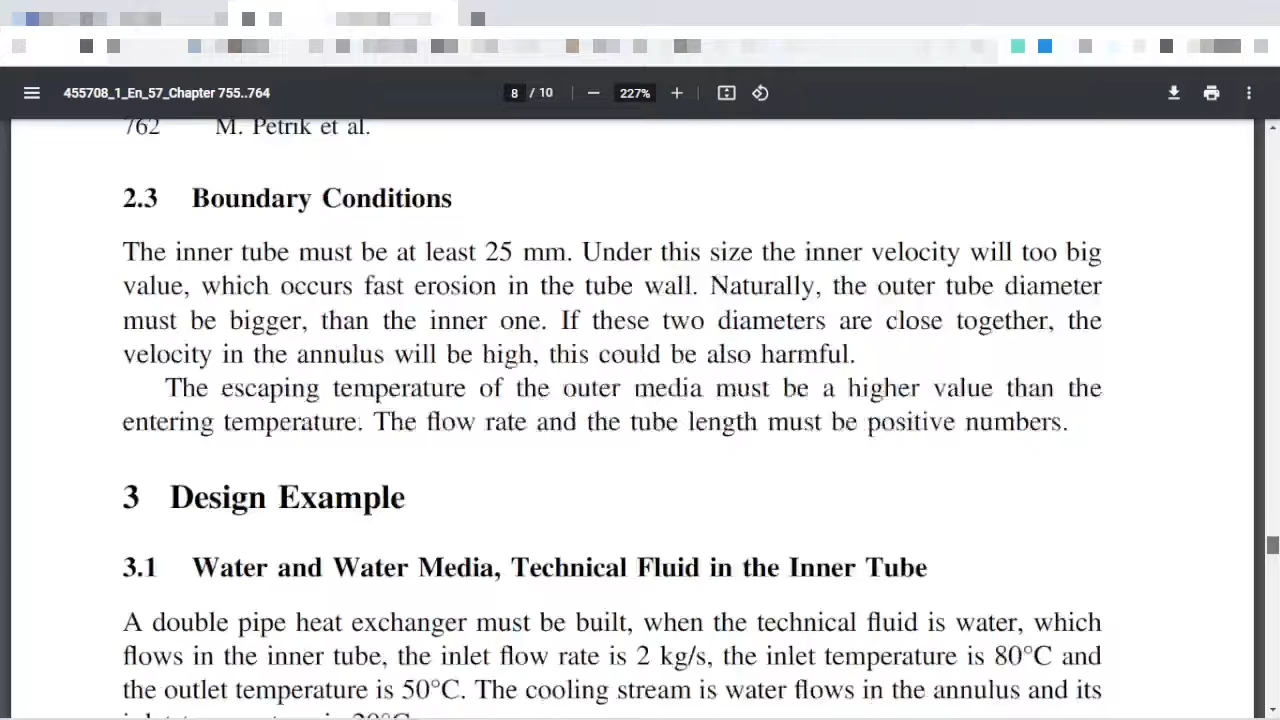 455708_1_En_57_Chapter 755..764
8 / 10
227%
762 M. Petrik et al.
2.3 Boundary Conditions
The inner tube must be at least 25 mm. Under this size the inner velocity will too big
value, which occurs fast erosion in the tube wall. Naturally, the outer tube diameter
must be bigger, than the inner one. If these two diameters are close together, the
velocity in the annulus will be high, this could be also harmful.
The escaping temperature of the outer media must be a higher value than the
entering temperature. The flow rate and the tube length must be positive numbers.
3 Design Example
3.1 Water and Water Media, Technical Fluid in the Inner Tube
A double pipe heat exchanger must be built, when the technical fluid is water, which
flows in the inner tube, the inlet flow rate is 2 kg/s, the inlet temperature is 80°C and
the outlet temperature is 50°C. The cooling stream is water flows in the annulus and its